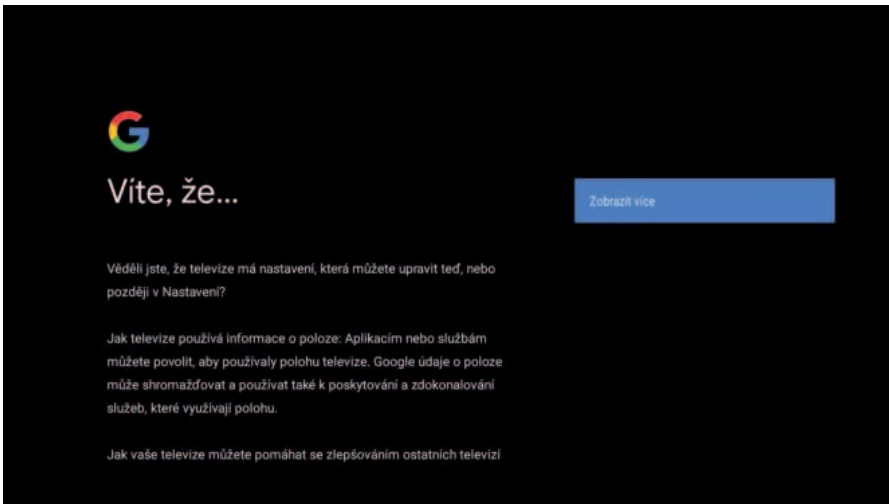 Víte, že...
Zobrazit více
Věděli jste, že televize má nastavení, která můžete upravit teď, nebo
později v Nastavení?
Jak televize používá informace o poloze: Aplikacím nebo službám
můžete povolit, aby používaly polohu televize. Google údaje o poloze
může shromažďovat a používat také k poskytování a zdokonalování
služeb, které využívají polohu.
Jak vaše televize můžete pomáhat se zlepšováním ostatních televizí